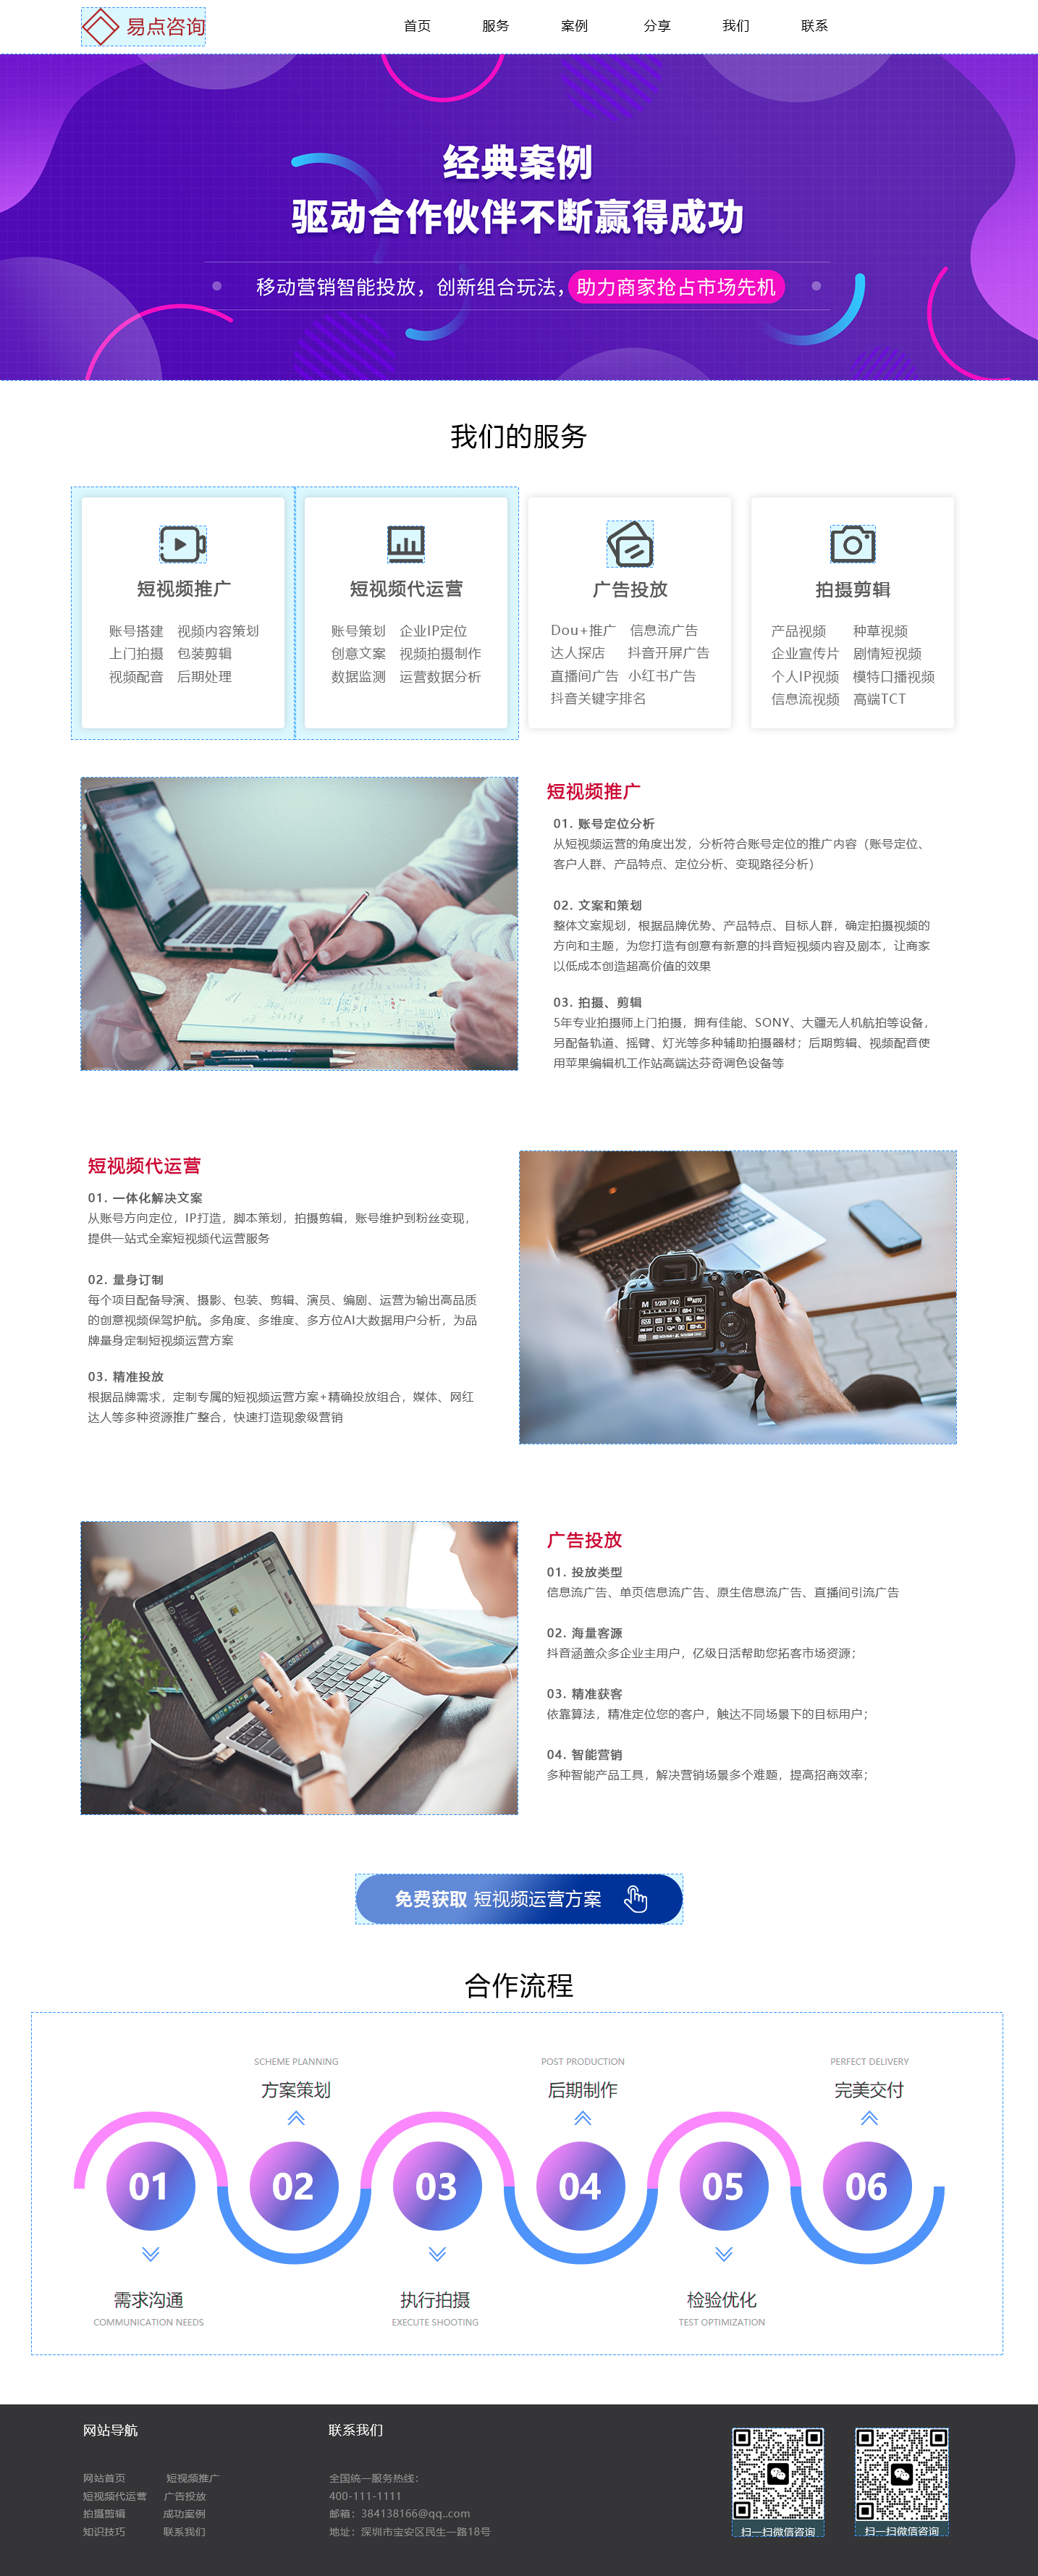 易点咨询
首页 服务 案例 分享 我们 联系
经典案例
驱动合作伙伴不断赢得成功
移动营销智能投放，创新组合玩法，助力商家抢占市场先机
我们的服务
短视频推广
账号搭建 视频内容策划
上门拍摄 包装剪辑
视频配音 后期处理
短视频代运营
账号策划 企业IP定位
创意文案 视频拍摄制作
数据监测 运营数据分析
广告投放
Dou+推广 信息流广告
达人探店 抖音开屏广告
直播间广告 小红书广告
抖音关键字排名
拍摄剪辑
产品视频 种草视频
企业宣传片 剧情短视频
个人IP视频 模特口播视频
信息流视频 高端TCT
短视频推广
01. 账号定位分析
从短视频运营的角度出发，分析符合账号定位的推广内容（账号定位、
客户人群、产品特点、定位分析、变现路径分析）
02. 文案和策划
整体文案规划，根据品牌优势、产品特点、目标人群，确定拍摄视频的
方向和主题，为您打造有创意有新意的抖音短视频内容及剧本，让商家
以低成本创造超高价值的效果
03. 拍摄、剪辑
5年专业拍摄师上门拍摄，拥有佳能、SONY、大疆无人机航拍等设备，
另配备轨道、摇臂、灯光等多种辅助拍摄器材；后期剪辑、视频配音使
用苹果编辑机工作站高端达芬奇调色设备等
短视频代运营
01. 一体化解决文案
从账号方向定位，IP打造，脚本策划，拍摄剪辑，账号维护到粉丝变现，
提供一站式全案短视频代运营服务
02. 量身订制
每个项目配备导演、摄影、包装、剪辑、演员、编剧、运营为输出高品质
的创意视频保驾护航。多角度、多维度、多方位AI大数据用户分析，为品
牌量身定制短视频运营方案
03. 精准投放
根据品牌需求，定制专属的短视频运营方案+精确投放组合，媒体、网红
达人等多种资源推广整合，快速打造现象级营销
广告投放
01. 投放类型
信息流广告、单页信息流广告、原生信息流广告、直播间引流广告
02. 海量客源
抖音涵盖众多企业主用户，亿级日活帮助您拓客市场资源；
03. 精准获客
依靠算法，精准定位您的客户，触达不同场景下的目标用户；
04. 智能营销
多种智能产品工具，解决营销场景多个难题，提高招商效率；
免费获取 短视频运营方案
合作流程
SCHEME PLANNING POST PRODUCTION PERFECT DELIVERY
方案策划 后期制作 完美交付
01 02 03 04 05 06
需求沟通 执行拍摄 检验优化
COMMUNICATION NEEDS EXECUTE SHOOTING TEST OPTIMIZATION
网站导航
网站首页 短视频推广
短视频代运营 广告投放
拍摄剪辑 成功案例
知识技巧 联系我们
联系我们
全国统一服务热线：
400-111-1111
邮箱：384138166@qq..com
地址：深圳市宝安区民生一路18号
扫一扫微信咨询 扫一扫微信咨询